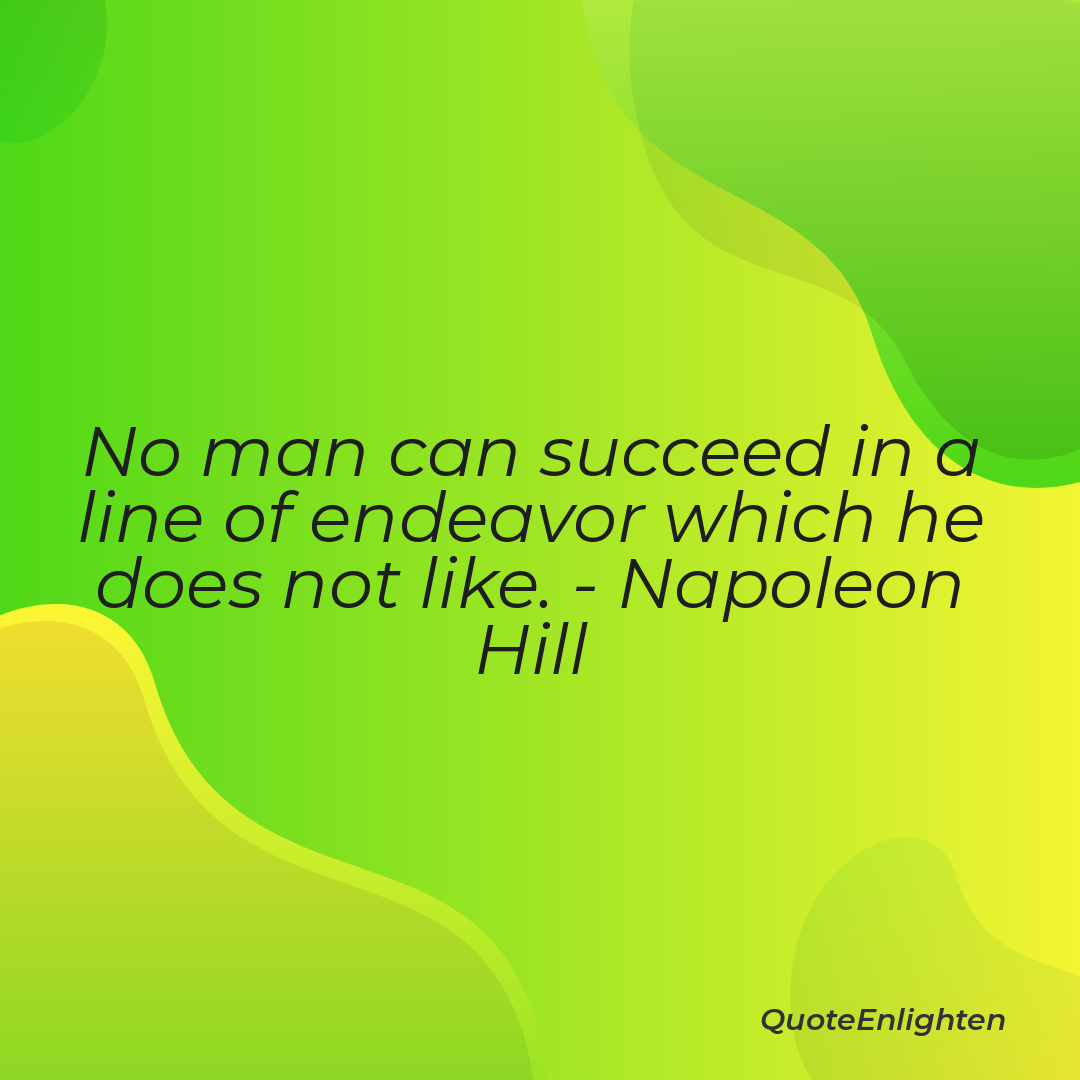 No man can succeed in a
line of endeavor which he
does not like. - Napoleon
Hill
QuoteEnlighten